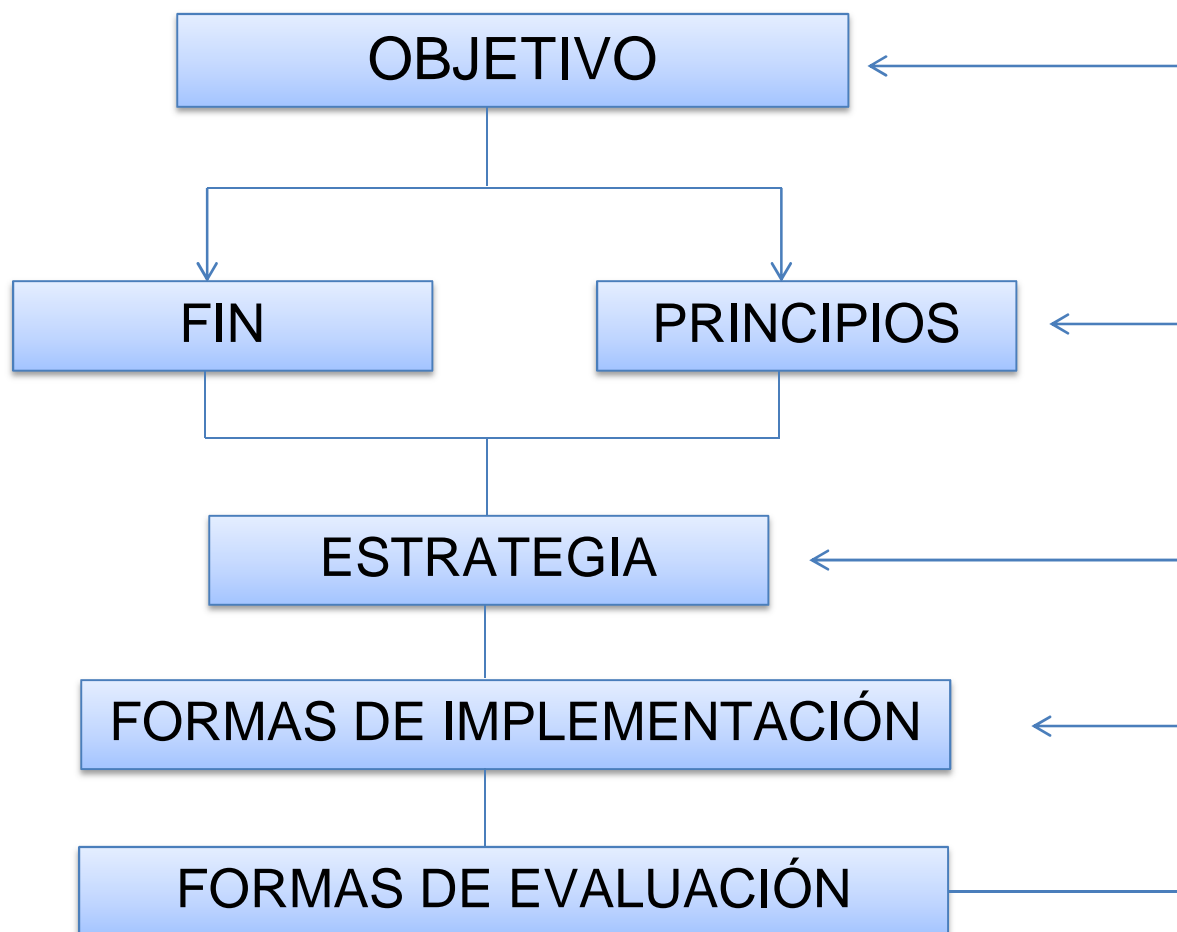 OBJETIVO
FIN
PRINCIPIOS
ESTRATEGIA
FORMAS DE IMPLEMENTACIÓN
FORMAS DE EVALUACIÓN